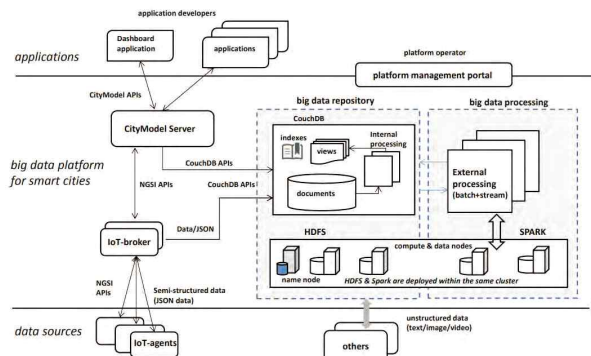 application developers
Dashboard
application
applications
applications
platform operator
platform management portal
CityModel APIs
big data repository
big data processing
CityModel Server
CouchDB
indexes
views
Internal
processing
CouchDB APIs
External
processing
(batch+stream)
big data platform
for smart cities
NGSI APIs
CouchDB APIs
documents
Data/JSON
IoT-broker
HDFS
SPARK
compute & data nodes
name node
HDFS & Spark are deployed within the same cluster
NGSI
APIs
Semi-structured data
(JSON data)
unstructured data
(text/image/video)
data sources
IoT-agents
others